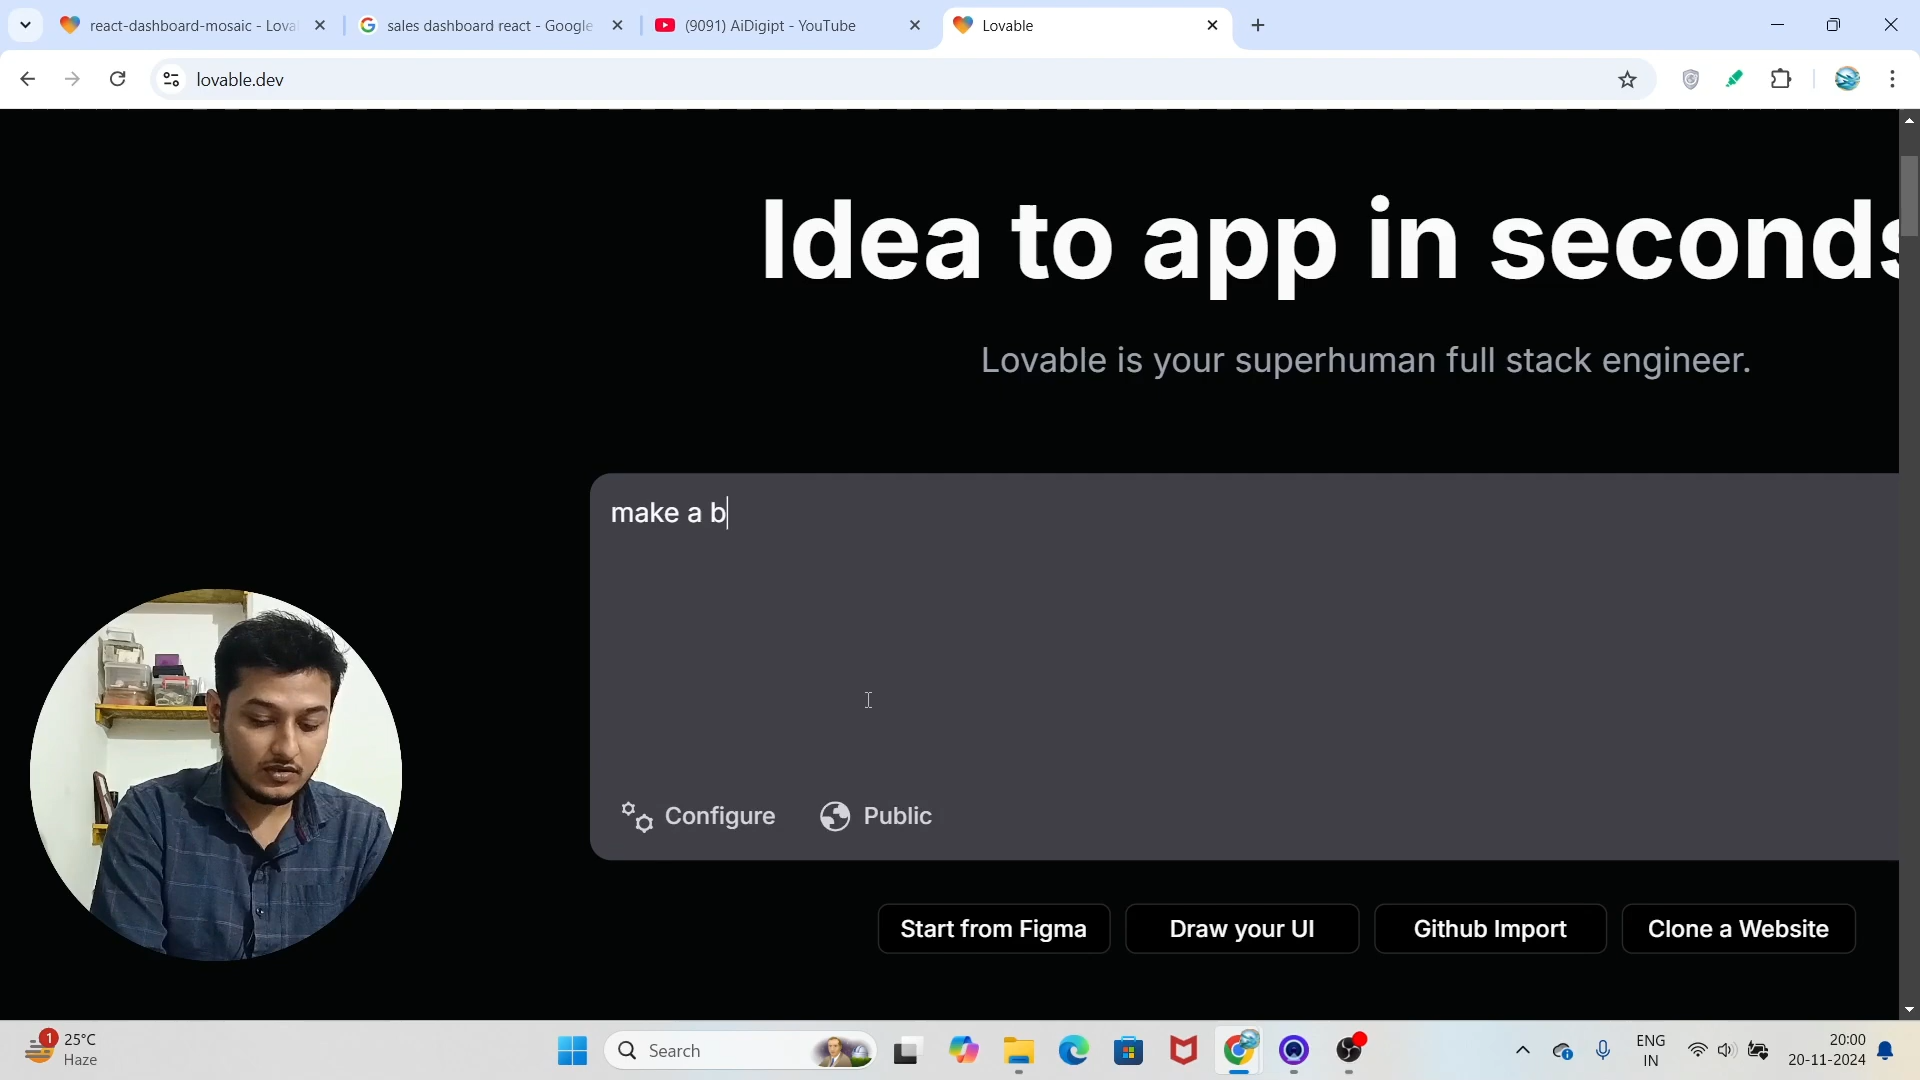 react-dashboard-mosaic - Lova
sales dashboard react - Google
(9091) AiDigipt - YouTube
Lovable
lovable.dev
Idea to app in seconds
Lovable is your superhuman full stack engineer.
make a b
Configure
Public
Start from Figma
Draw your UI
Github Import
Clone a Website
1
25°C
Haze
Search
ENG
IN
20:00
20-11-2024